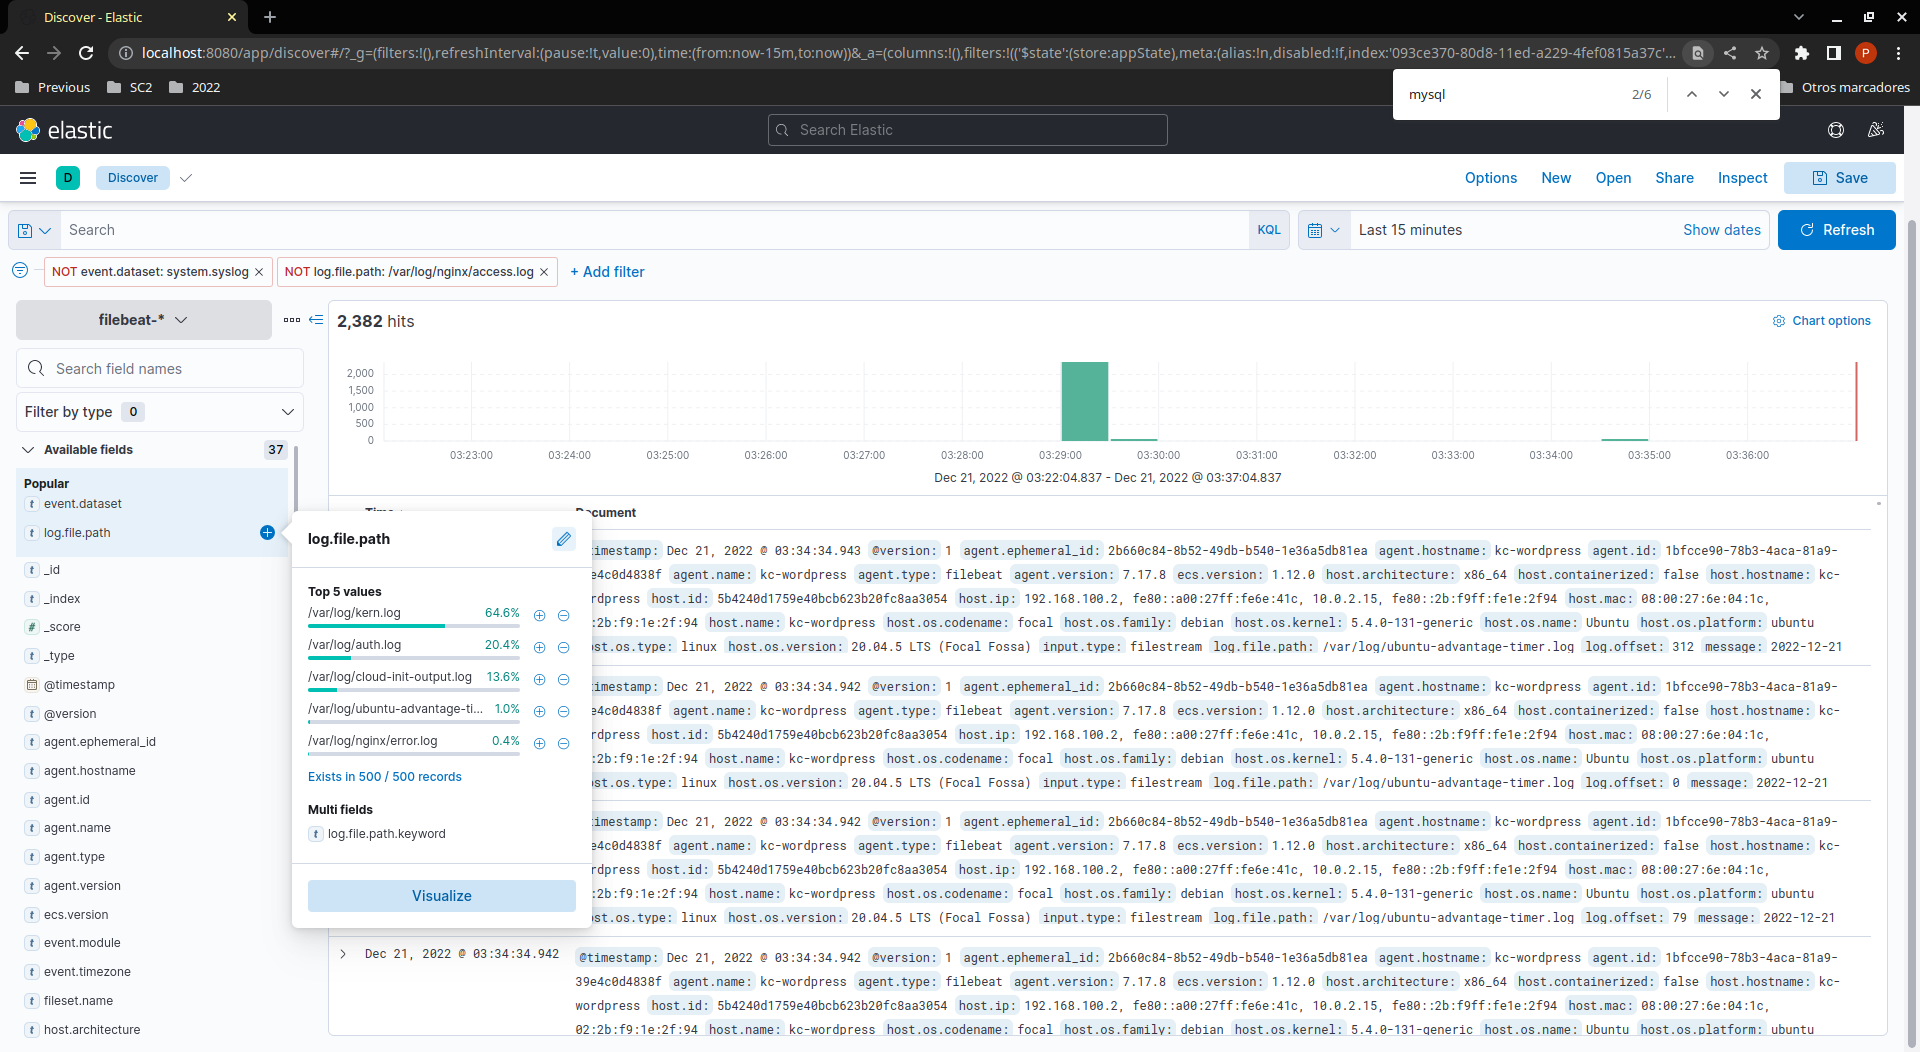 Discover - Elastic
localhost:8080/app/discover#/?_g=(filters:!(),refreshInterval:(pause:!t,value:0),time:(from:now-15m,to:now))&_a=(columns:!(),filters:!(('$state':(store:appState),meta:(alias:!n,disabled:!f,index:'093ce370-80d8-11ed-a229-4fef0815a37c'...
P
Previous
SC2
2022
Otros marcadores
mysql 2/6
elastic
Search Elastic
D
Discover
Options New Open Share Inspect Save
Search
KQL
Last 15 minutes
Show dates
Refresh
NOT event.dataset: system.syslog ×
NOT log.file.path: /var/log/nginx/access.log ×
+ Add filter
filebeat-*
Search field names
Filter by type 0
Available fields 37
Popular
t event.dataset
t log.file.path
t _id
t _index
# _score
t _type
@timestamp
t @version
t agent.ephemeral_id
t agent.hostname
t agent.id
t agent.name
t agent.type
t agent.version
t ecs.version
t event.module
t event.timezone
t fileset.name
t host.architecture
log.file.path
Top 5 values
/var/log/kern.log 64.6%
/var/log/auth.log 20.4%
/var/log/cloud-init-output.log 13.6%
/var/log/ubuntu-advantage-ti... 1.0%
/var/log/nginx/error.log 0.4%
Exists in 500 / 500 records
Multi fields
t log.file.path.keyword
Visualize
2,382 hits
Chart options
2,000
1,500
1,000
500
0
03:23:00 03:24:00 03:25:00 03:26:00 03:27:00 03:28:00 03:29:00 03:30:00 03:31:00 03:32:00 03:33:00 03:34:00 03:35:00 03:36:00
Dec 21, 2022 @ 03:22:04.837 - Dec 21, 2022 @ 03:37:04.837
ocument
timestamp: Dec 21, 2022 @ 03:34:34.943 @version: 1 agent.ephemeral_id: 2b660c84-8b52-49db-b540-1e36a5db81ea agent.hostname: kc-wordpress agent.id: 1bfcce90-78b3-4aca-81a9-
e4c0d4838f agent.name: kc-wordpress agent.type: filebeat agent.version: 7.17.8 ecs.version: 1.12.0 host.architecture: x86_64 host.containerized: false host.hostname: kc-
rdpress host.id: 5b4240d1759e40bcb623b20fc8aa3054 host.ip: 192.168.100.2, fe80::a00:27ff:fe6e:41c, 10.0.2.15, fe80::2b:f9ff:fe1e:2f94 host.mac: 08:00:27:6e:04:1c,
:2b:f9:1e:2f:94 host.name: kc-wordpress host.os.codename: focal host.os.family: debian host.os.kernel: 5.4.0-131-generic host.os.name: Ubuntu host.os.platform: ubuntu
st.os.type: linux host.os.version: 20.04.5 LTS (Focal Fossa) input.type: filestream log.file.path: /var/log/ubuntu-advantage-timer.log log.offset: 312 message: 2022-12-21
timestamp: Dec 21, 2022 @ 03:34:34.942 @version: 1 agent.ephemeral_id: 2b660c84-8b52-49db-b540-1e36a5db81ea agent.hostname: kc-wordpress agent.id: 1bfcce90-78b3-4aca-81a9-
e4c0d4838f agent.name: kc-wordpress agent.type: filebeat agent.version: 7.17.8 ecs.version: 1.12.0 host.architecture: x86_64 host.containerized: false host.hostname: kc-
rdpress host.id: 5b4240d1759e40bcb623b20fc8aa3054 host.ip: 192.168.100.2, fe80::a00:27ff:fe6e:41c, 10.0.2.15, fe80::2b:f9ff:fe1e:2f94 host.mac: 08:00:27:6e:04:1c,
:2b:f9:1e:2f:94 host.name: kc-wordpress host.os.codename: focal host.os.family: debian host.os.kernel: 5.4.0-131-generic host.os.name: Ubuntu host.os.platform: ubuntu
st.os.type: linux host.os.version: 20.04.5 LTS (Focal Fossa) input.type: filestream log.file.path: /var/log/ubuntu-advantage-timer.log log.offset: 0 message: 2022-12-21
timestamp: Dec 21, 2022 @ 03:34:34.942 @version: 1 agent.ephemeral_id: 2b660c84-8b52-49db-b540-1e36a5db81ea agent.hostname: kc-wordpress agent.id: 1bfcce90-78b3-4aca-81a9-
e4c0d4838f agent.name: kc-wordpress agent.type: filebeat agent.version: 7.17.8 ecs.version: 1.12.0 host.architecture: x86_64 host.containerized: false host.hostname: kc-
rdpress host.id: 5b4240d1759e40bcb623b20fc8aa3054 host.ip: 192.168.100.2, fe80::a00:27ff:fe6e:41c, 10.0.2.15, fe80::2b:f9ff:fe1e:2f94 host.mac: 08:00:27:6e:04:1c,
:2b:f9:1e:2f:94 host.name: kc-wordpress host.os.codename: focal host.os.family: debian host.os.kernel: 5.4.0-131-generic host.os.name: Ubuntu host.os.platform: ubuntu
st.os.type: linux host.os.version: 20.04.5 LTS (Focal Fossa) input.type: filestream log.file.path: /var/log/ubuntu-advantage-timer.log log.offset: 79 message: 2022-12-21
Dec 21, 2022 @ 03:34:34.942 @timestamp: Dec 21, 2022 @ 03:34:34.942 @version: 1 agent.ephemeral_id: 2b660c84-8b52-49db-b540-1e36a5db81ea agent.hostname: kc-wordpress agent.id: 1bfcce90-78b3-4aca-81a9-
39e4c0d4838f agent.name: kc-wordpress agent.type: filebeat agent.version: 7.17.8 ecs.version: 1.12.0 host.architecture: x86_64 host.containerized: false host.hostname: kc-
wordpress host.id: 5b4240d1759e40bcb623b20fc8aa3054 host.ip: 192.168.100.2, fe80::a00:27ff:fe6e:41c, 10.0.2.15, fe80::2b:f9ff:fe1e:2f94 host.mac: 08:00:27:6e:04:1c,
02:2b:f9:1e:2f:94 host.name: kc-wordpress host.os.codename: focal host.os.family: debian host.os.kernel: 5.4.0-131-generic host.os.name: Ubuntu host.os.platform: ubuntu